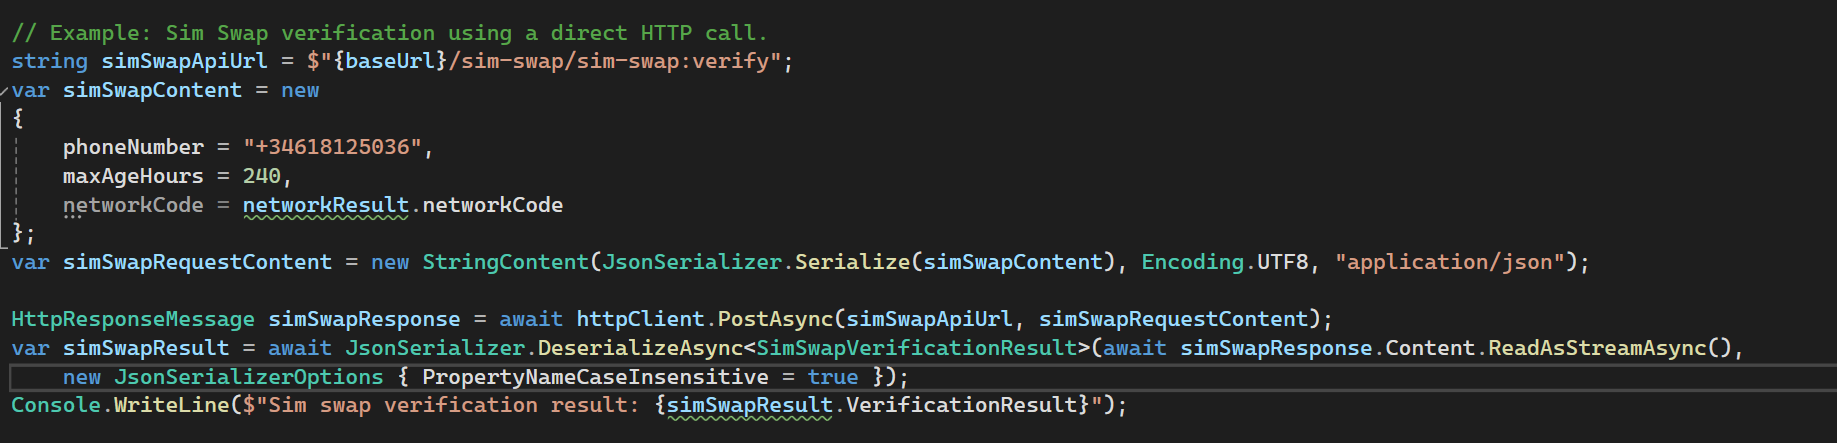 // Example: Sim Swap verification using a direct HTTP call.
string simSwapApiUrl = $"{baseUrl}/sim-swap/sim-swap:verify";
var simSwapContent = new
{
    phoneNumber = "+34618125036",
    maxAgeHours = 240,
    networkCode = networkResult.networkCode
};
var simSwapRequestContent = new StringContent(JsonSerializer.Serialize(simSwapContent), Encoding.UTF8, "application/json");

HttpResponseMessage simSwapResponse = await httpClient.PostAsync(simSwapApiUrl, simSwapRequestContent);
var simSwapResult = await JsonSerializer.DeserializeAsync<SimSwapVerificationResult>(await simSwapResponse.Content.ReadAsStreamAsync(),
    new JsonSerializerOptions { PropertyNameCaseInsensitive = true });
Console.WriteLine($"Sim swap verification result: {simSwapResult.VerificationResult}");